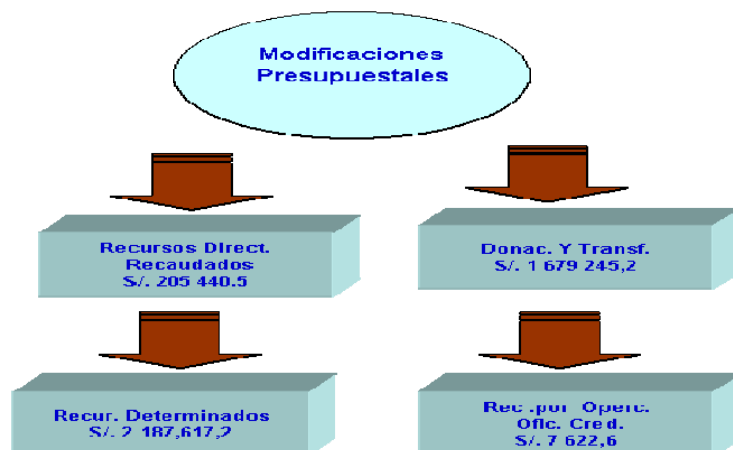 Modificaciones
Presupuestales
Recursos DIrect.
Recaudados
S/. 205 440.5
Donac. Y Transf.
S/. 1 679 245,2
Recur. Determinados
S/. 2 187,617,2
Rec .por Operc.
Ofic. Cred.
S/. 7 622,6